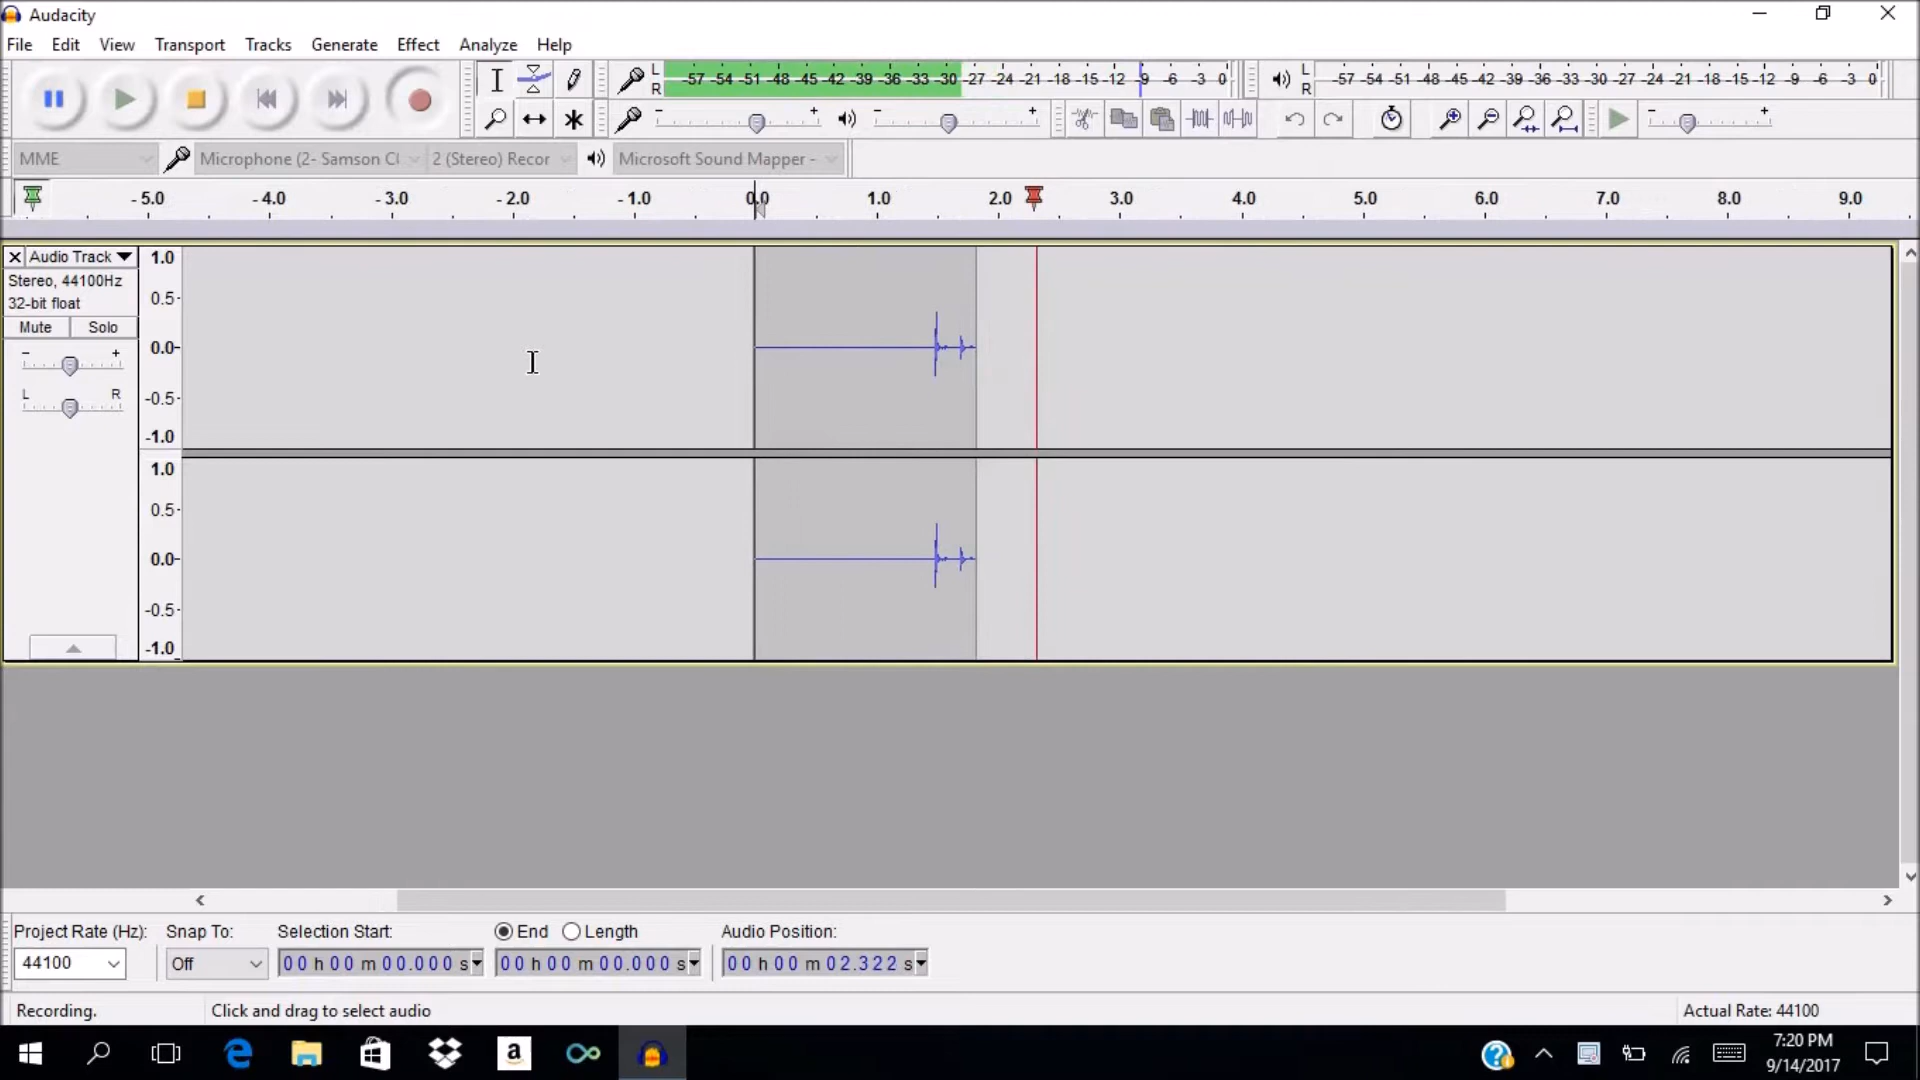 Audacity
File Edit View Transport Tracks Generate Effect Analyze Help
L -57 -54 -51 -48 -45 -42 -39 -36 -33 -30 -27 -24 -21 -18 -15 -12 -9 -6 -3 0
R
L -57 -54 -51 -48 -45 -42 -39 -36 -33 -30 -27 -24 -21 -18 -15 -12 -9 -6 -3 0
R
MME Microphone (2- Samson 2 (Stereo) Recor Microsoft Sound Mapper -
- 5.0 - 4.0 - 3.0 - 2.0 - 1.0 0.0 1.0 2.0 3.0 4.0 5.0 6.0 7.0 8.0 9.0
Audio Track
Stereo, 44100Hz
32-bit float
Mute Solo
- +
L R
1.0
0.5
0.0
-0.5
-1.0
1.0
0.5
0.0
-0.5
-1.0
Project Rate (Hz): Snap To: Selection Start: End Length Audio Position:
44100 Off 00 h 00 m 00.000 s 00 h 00 m 00.000 s 00 h 00 m 02.322 s
Recording. Click and drag to select audio Actual Rate: 44100
a
7:20 PM
9/14/2017